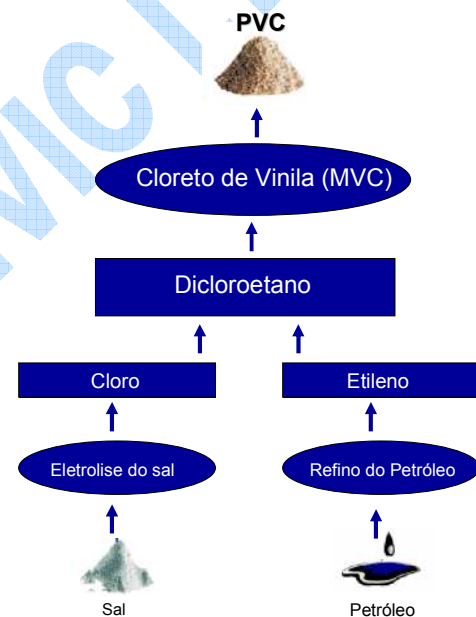 PVC
Cloreto de Vinila (MVC)
Dicloroetano
Cloro
Etileno
Eletrolise do sal
Refino do Petróleo
Sal
Petróleo